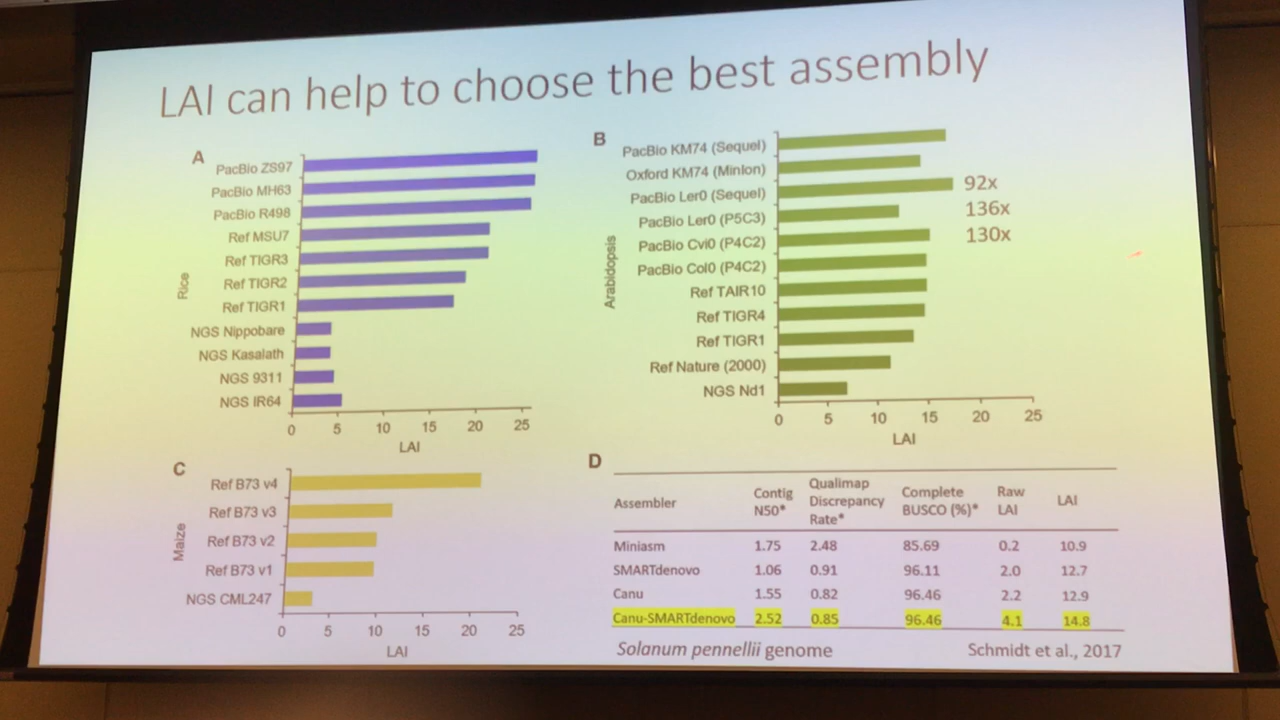 LAI can help to choose the best assembly
A
Rice
PacBio ZS97
PacBio MH63
PacBio R498
Ref MSU7
Ref TIGR3
Ref TIGR2
Ref TIGR1
NGS Nippobare
NGS Kasalath
NGS 9311
NGS IR64
0 5 10 15 20 25
LAI
B
Arabidopsis
PacBio KM74 (Sequel)
Oxford KM74 (MinIon)
PacBio Ler0 (Sequel) 92x
PacBio Ler0 (P5C3) 136x
PacBio Cvi0 (P4C2) 130x
PacBio Col0 (P4C2)
Ref TAIR10
Ref TIGR4
Ref TIGR1
Ref Nature (2000)
NGS Nd1
0 5 10 15 20 25
LAI
C
Maize
Ref B73 v4
Ref B73 v3
Ref B73 v2
Ref B73 v1
NGS CML247
0 5 10 15 20 25
LAI
D
Assembler Contig N50* Qualimap Discrepancy Rate* Complete BUSCO (%)* Raw LAI LAI
Miniasm 1.75 2.48 85.69 0.2 10.9
SMARTdenovo 1.06 0.91 96.11 2.0 12.7
Canu 1.55 0.82 96.46 2.2 12.9
Canu-SMARTdenovo 2.52 0.85 96.46 4.1 14.8
Solanum pennellii genome Schmidt et al., 2017